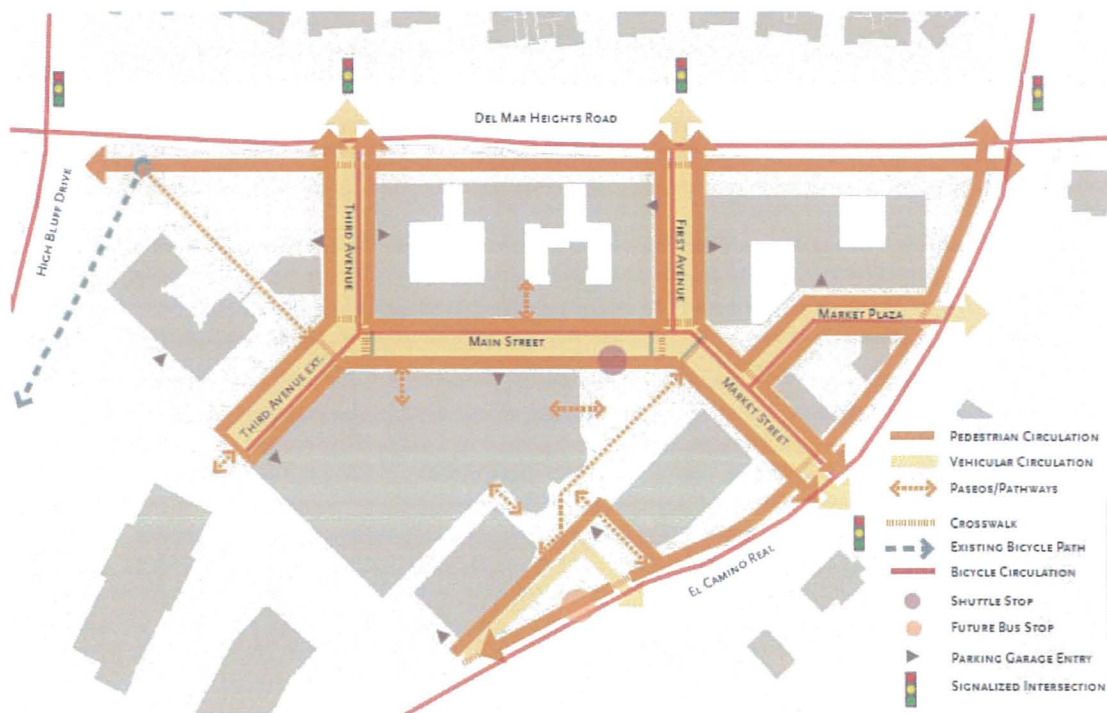 Del Mar Heights Road
High Bluff Drive
Third Avenue
First Avenue
Market Plaza
Main Street
Third Avenue Ext.
Market Street
El Camino Real
Pedestrian Circulation
Vehicular Circulation
Paseos/Pathways
Crosswalk
Existing Bicycle Path
Bicycle Circulation
Shuttle Stop
Future Bus Stop
Parking Garage Entry
Signalized Intersection